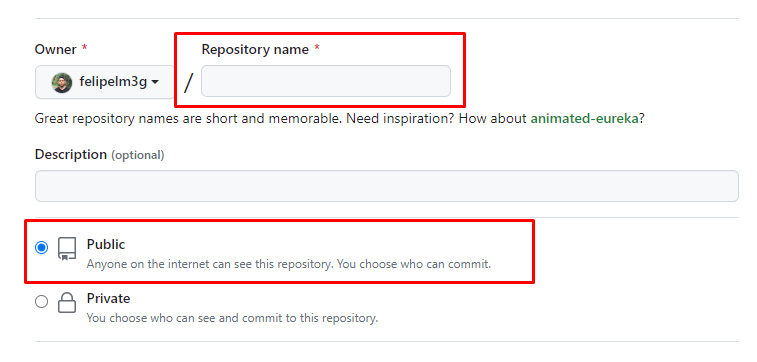 Owner * Repository name *
felipelm3g /
Great repository names are short and memorable. Need inspiration? How about animated-eureka?
Description (optional)
Public
Anyone on the internet can see this repository. You choose who can commit.
Private
You choose who can see and commit to this repository.